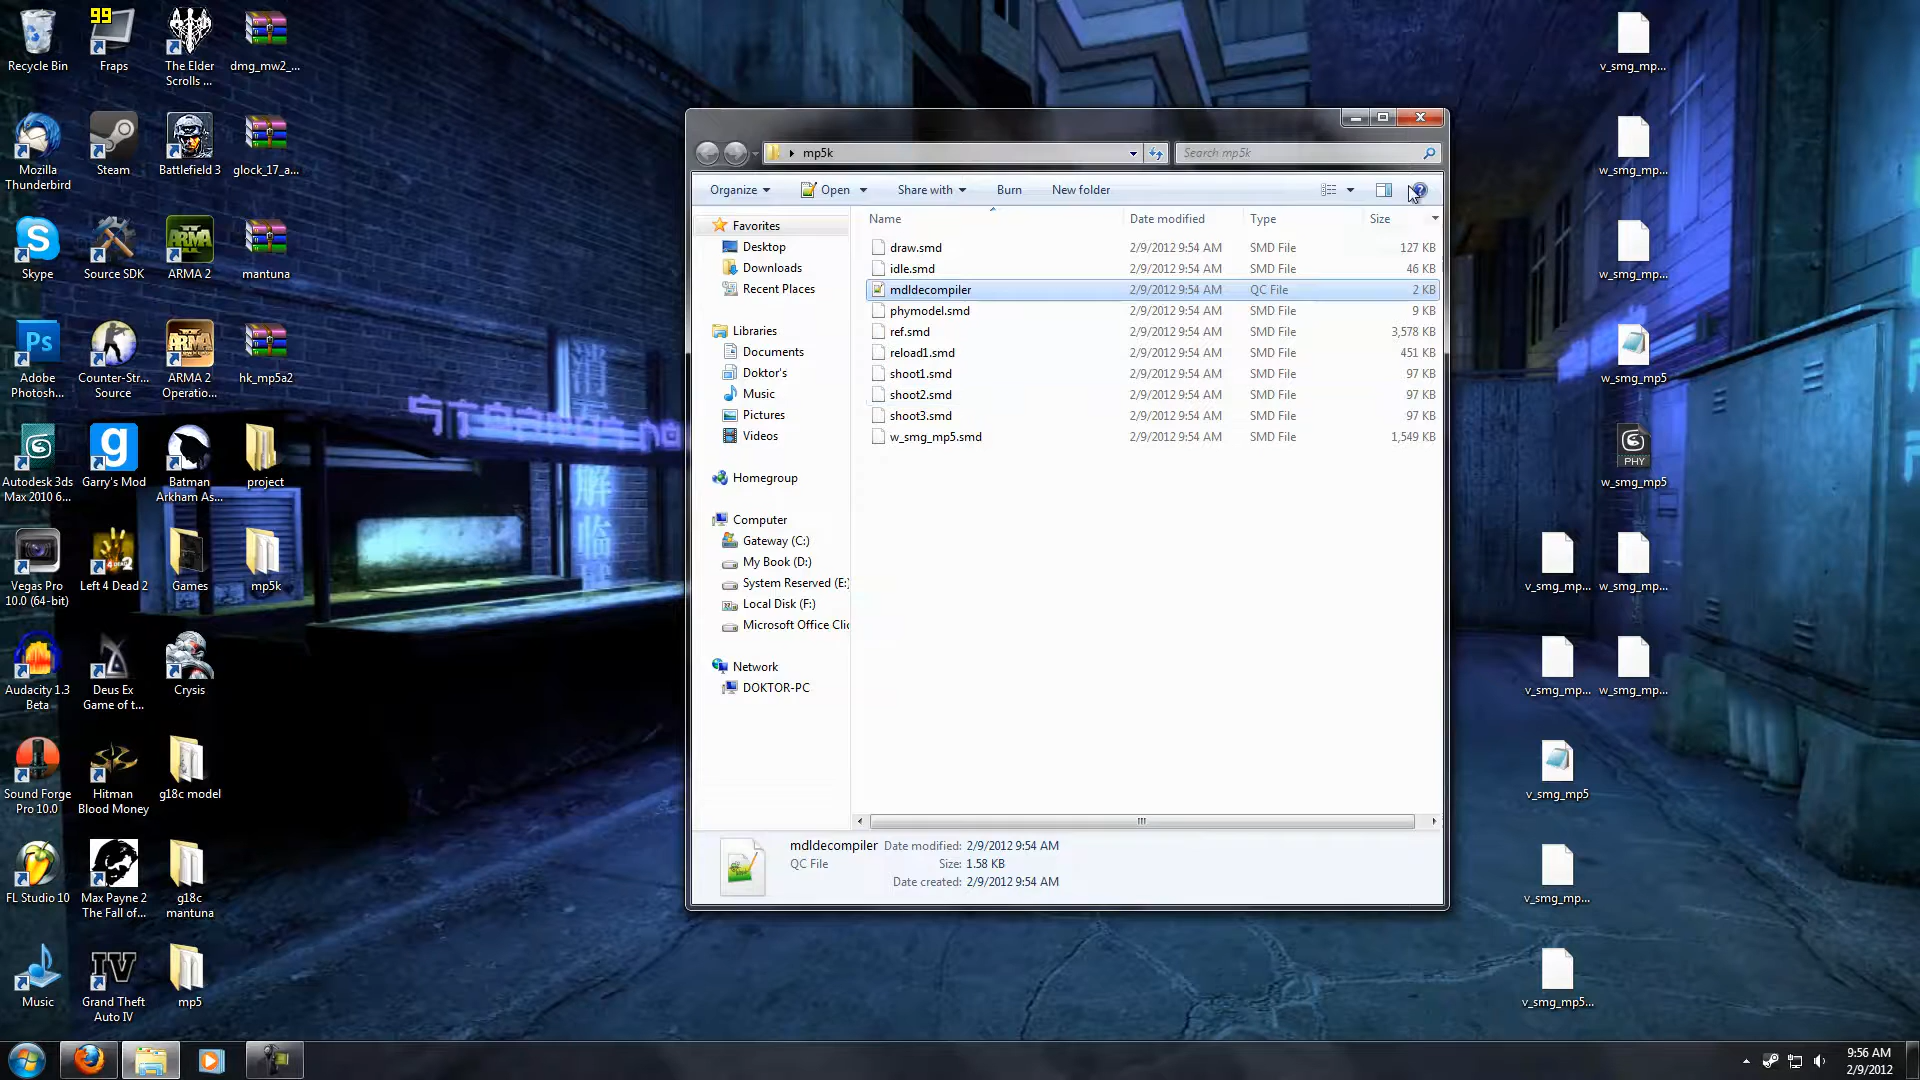 99
Recycle Bin
Fraps
The Elder
Scrolls ...
dmg_mw2_...
Mozilla
Thunderbird
Steam
Battlefield 3
glock_17_a...
Skype
Source SDK
ARMA 2
mantuna
Adobe
Photosh...
Counter-Str...
Source
ARMA 2
Operatio...
hk_mp5a2
Autodesk 3ds
Max 2010 6...
Garry's Mod
Batman
Arkham As...
project
Vegas Pro
10.0 (64-bit)
Left 4 Dead 2
Games
mp5k
Audacity 1.3
Beta
Deus Ex
Game of t...
Crysis
Sound Forge
Pro 10.0
Hitman
Blood Money
g18c model
FL Studio 10
Max Payne 2
The Fall of...
g18c
mantuna
Music
Grand Theft
Auto IV
mp5
mp5k
Search mp5k
Organize
Open
Share with
Burn
New folder
Favorites
Desktop
Downloads
Recent Places
Libraries
Documents
Doktor's
Music
Pictures
Videos
Homegroup
Computer
Gateway (C:)
My Book (D:)
System Reserved (E:)
Local Disk (F:)
Microsoft Office Clic
Network
DOKTOR-PC
Name Date modified Type Size
draw.smd 2/9/2012 9:54 AM SMD File 127 KB
idle.smd 2/9/2012 9:54 AM SMD File 46 KB
mdldecompiler 2/9/2012 9:54 AM QC File 2 KB
phymodel.smd 2/9/2012 9:54 AM SMD File 9 KB
ref.smd 2/9/2012 9:54 AM SMD File 3,578 KB
reload1.smd 2/9/2012 9:54 AM SMD File 451 KB
shoot1.smd 2/9/2012 9:54 AM SMD File 97 KB
shoot2.smd 2/9/2012 9:54 AM SMD File 97 KB
shoot3.smd 2/9/2012 9:54 AM SMD File 97 KB
w_smg_mp5.smd 2/9/2012 9:54 AM SMD File 1,549 KB
mdldecompiler Date modified: 2/9/2012 9:54 AM
QC File Size: 1.58 KB
Date created: 2/9/2012 9:54 AM
v_smg_mp...
w_smg_mp...
w_smg_mp...
w_smg_mp5
PHY
w_smg_mp5
v_smg_mp...
w_smg_mp...
v_smg_mp...
w_smg_mp...
v_smg_mp5
v_smg_mp...
v_smg_mp5...
9:56 AM
2/9/2012